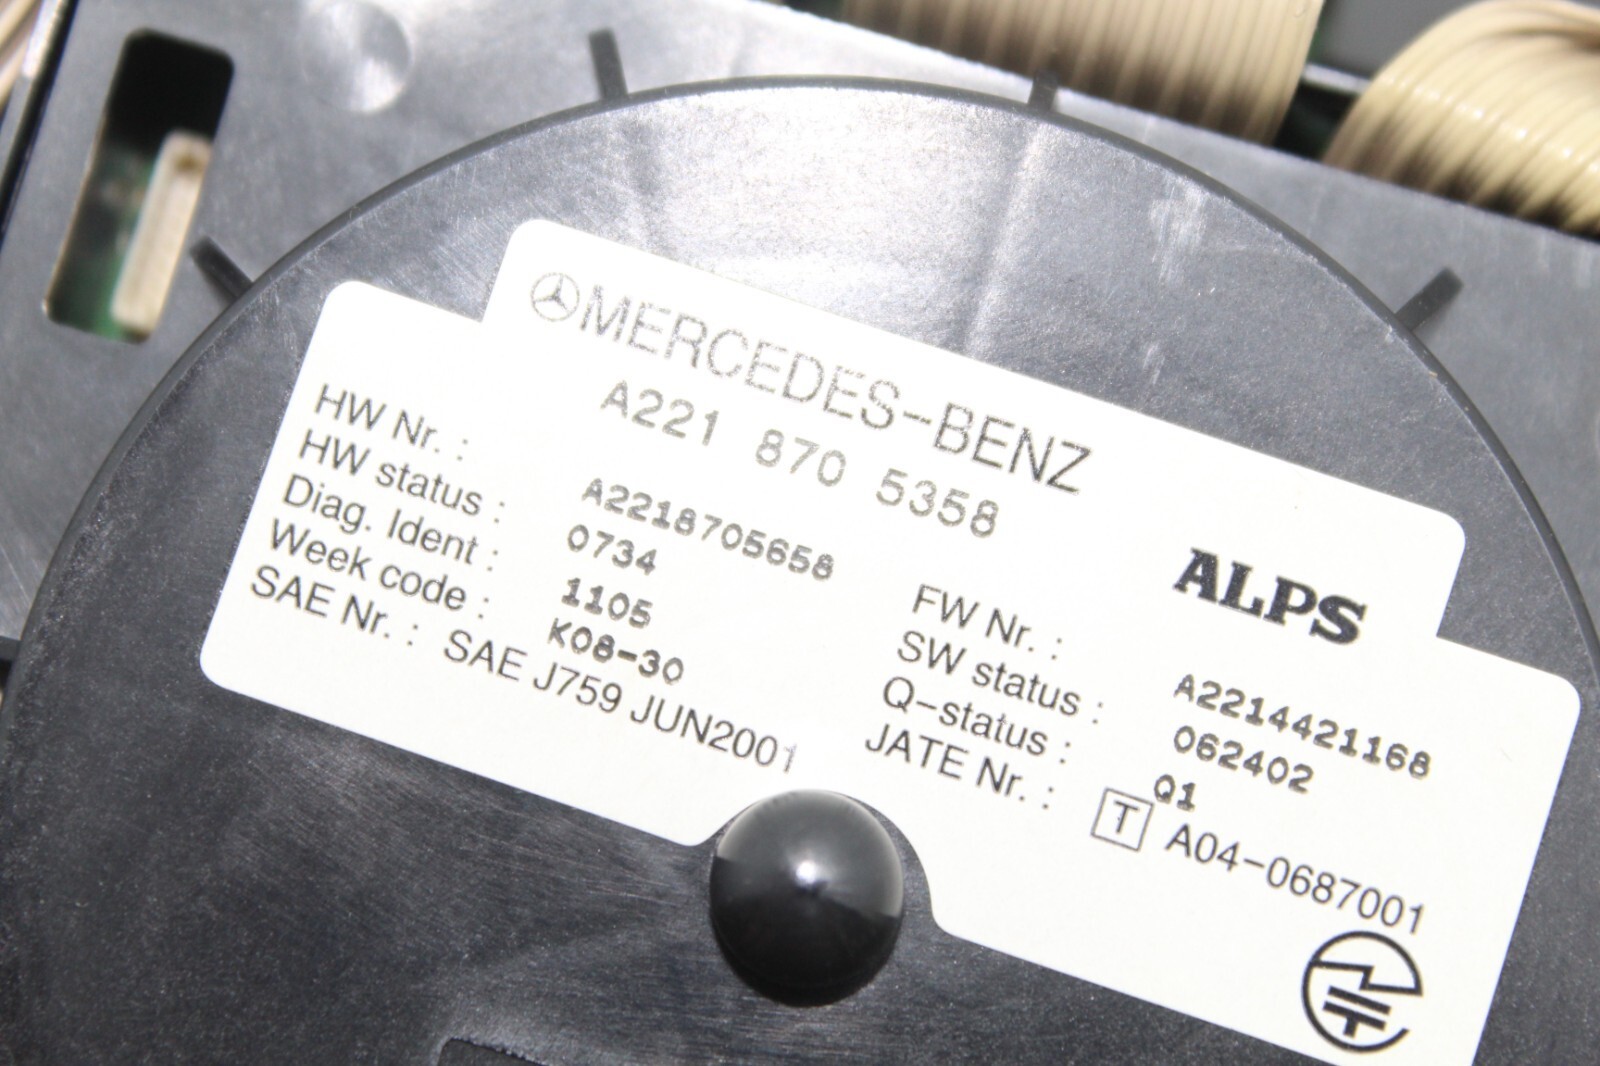 MERCEDES-BENZ
A221 870 5358
ALPS
HW Nr. : A2218705658
HW status : 0734
Diag. Ident : 1105
Week code : K08-30
SAE Nr. : SAE J759 JUN2001
FW Nr. : A2214421168
SW status : 062402
Q-status : Q1
JATE Nr. : T A04-0687001